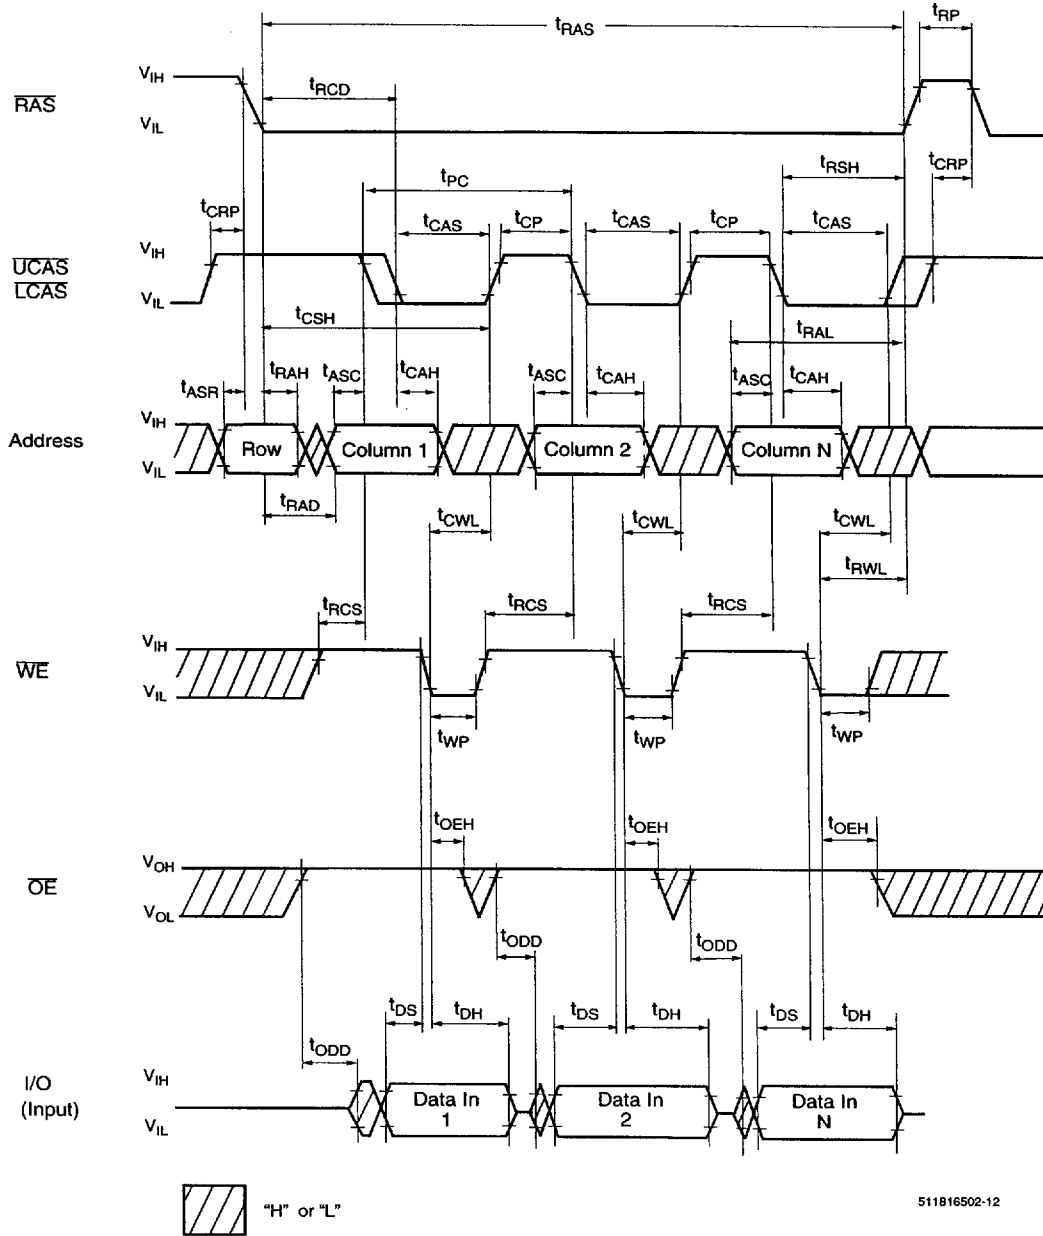 tRAS
tRP
RAS
VIH
VIL
tRCD
tPC
tRSH
tCRP
tCRP
tCAS
tCP
tCAS
tCP
tCAS
UCAS
LCAS
VIH
VIL
tCSH
tRAL
tASR
tRAH
tASC
tCAH
tASC
tCAH
tASC
tCAH
Address
VIH
VIL
Row
Column 1
Column 2
Column N
tRAD
tCWL
tCWL
tCWL
tRWL
tRCS
tRCS
tRCS
WE
VIH
VIL
tWP
tWP
tWP
tOEH
tOEH
tOEH
OE
VOH
VOL
tODD
tODD
tDS
tDH
tDS
tDH
tDS
tDH
tODD
I/O
(Input)
VIH
VIL
Data In
1
Data In
2
Data In
N
"H" or "L"
511816502-12